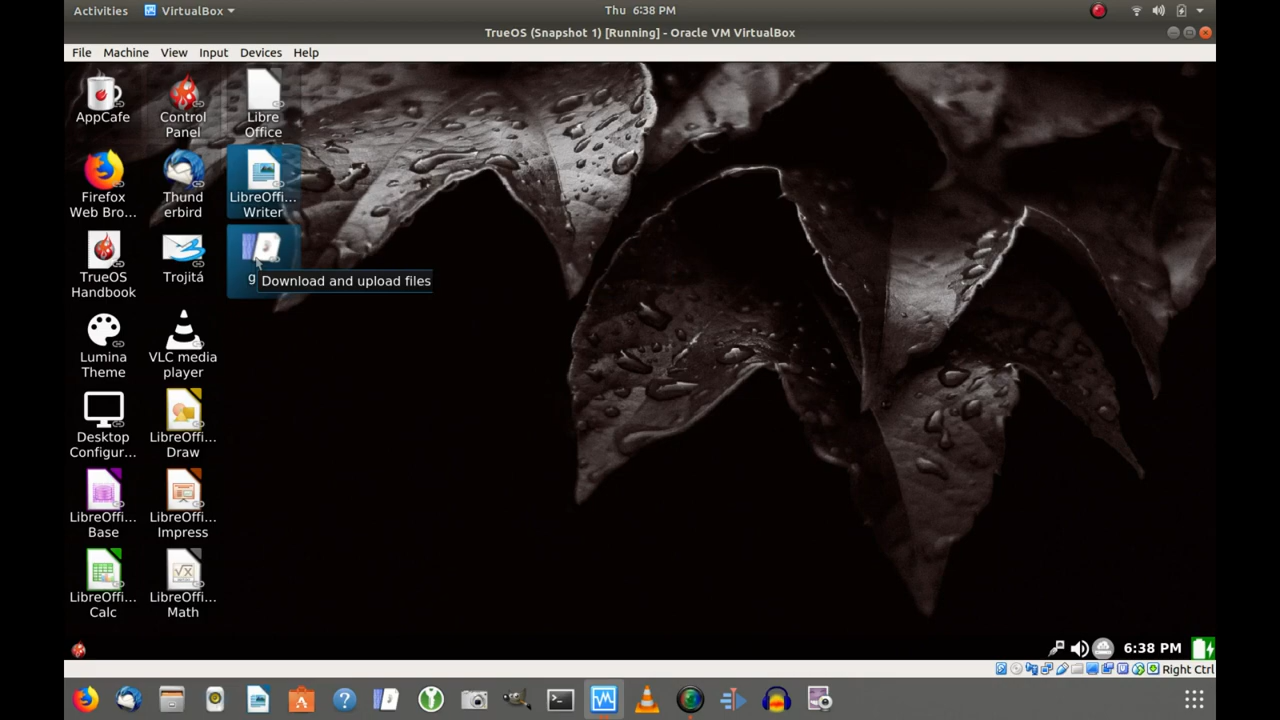 Activities
VirtualBox
Thu 6:38 PM
TrueOS (Snapshot 1) [Running] - Oracle VM VirtualBox
File Machine View Input Devices Help
AppCafe
Control
Panel
Libre
Office
Firefox
Web Bro...
Thund
erbird
LibreOffi...
Writer
TrueOS
Handbook
Trojitá
g
Download and upload files
Lumina
Theme
VLC media
player
Desktop
Configur...
LibreOffi...
Draw
LibreOffi...
Base
LibreOffi...
Impress
LibreOffi...
Calc
LibreOffi...
Math
6:38 PM
Right Ctrl